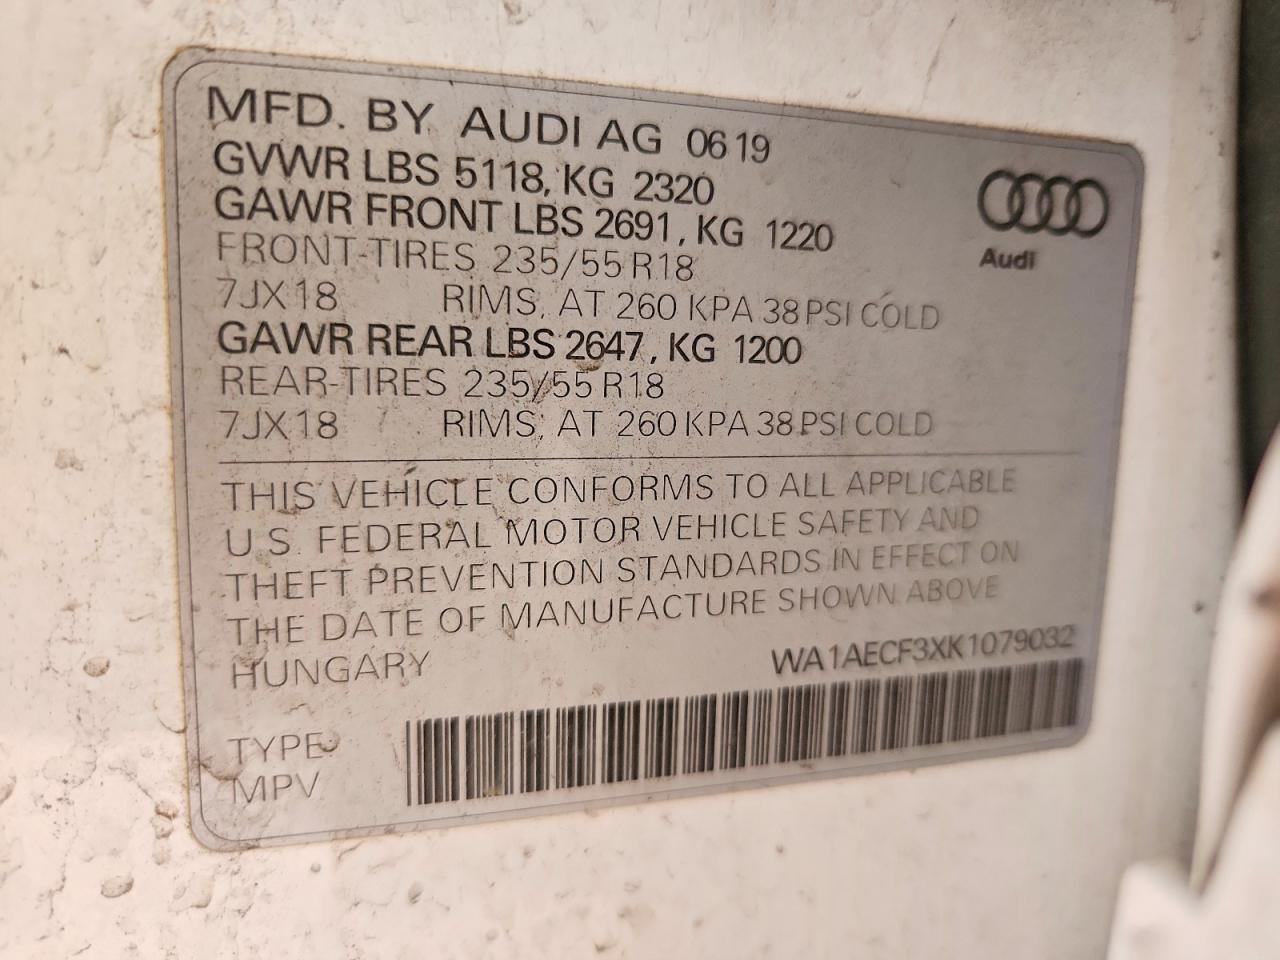 MFD. BY AUDI AG 0619
GVWR LBS 5118, KG 2320
GAWR FRONT LBS 2691, KG 1220
FRONT-TIRES 235/55 R18
7JX18 RIMS, AT 260 KPA 38 PSI COLD
GAWR REAR LBS 2647, KG 1200
REAR-TIRES 235/55 R18
7JX18 RIMS, AT 260 KPA 38 PSI COLD
Audi
THIS VEHICLE CONFORMS TO ALL APPLICABLE
U.S. FEDERAL MOTOR VEHICLE SAFETY AND
THEFT PREVENTION STANDARDS IN EFFECT ON
THE DATE OF MANUFACTURE SHOWN ABOVE
HUNGARY
WA1AECF3XK1079032
TYPE
MPV